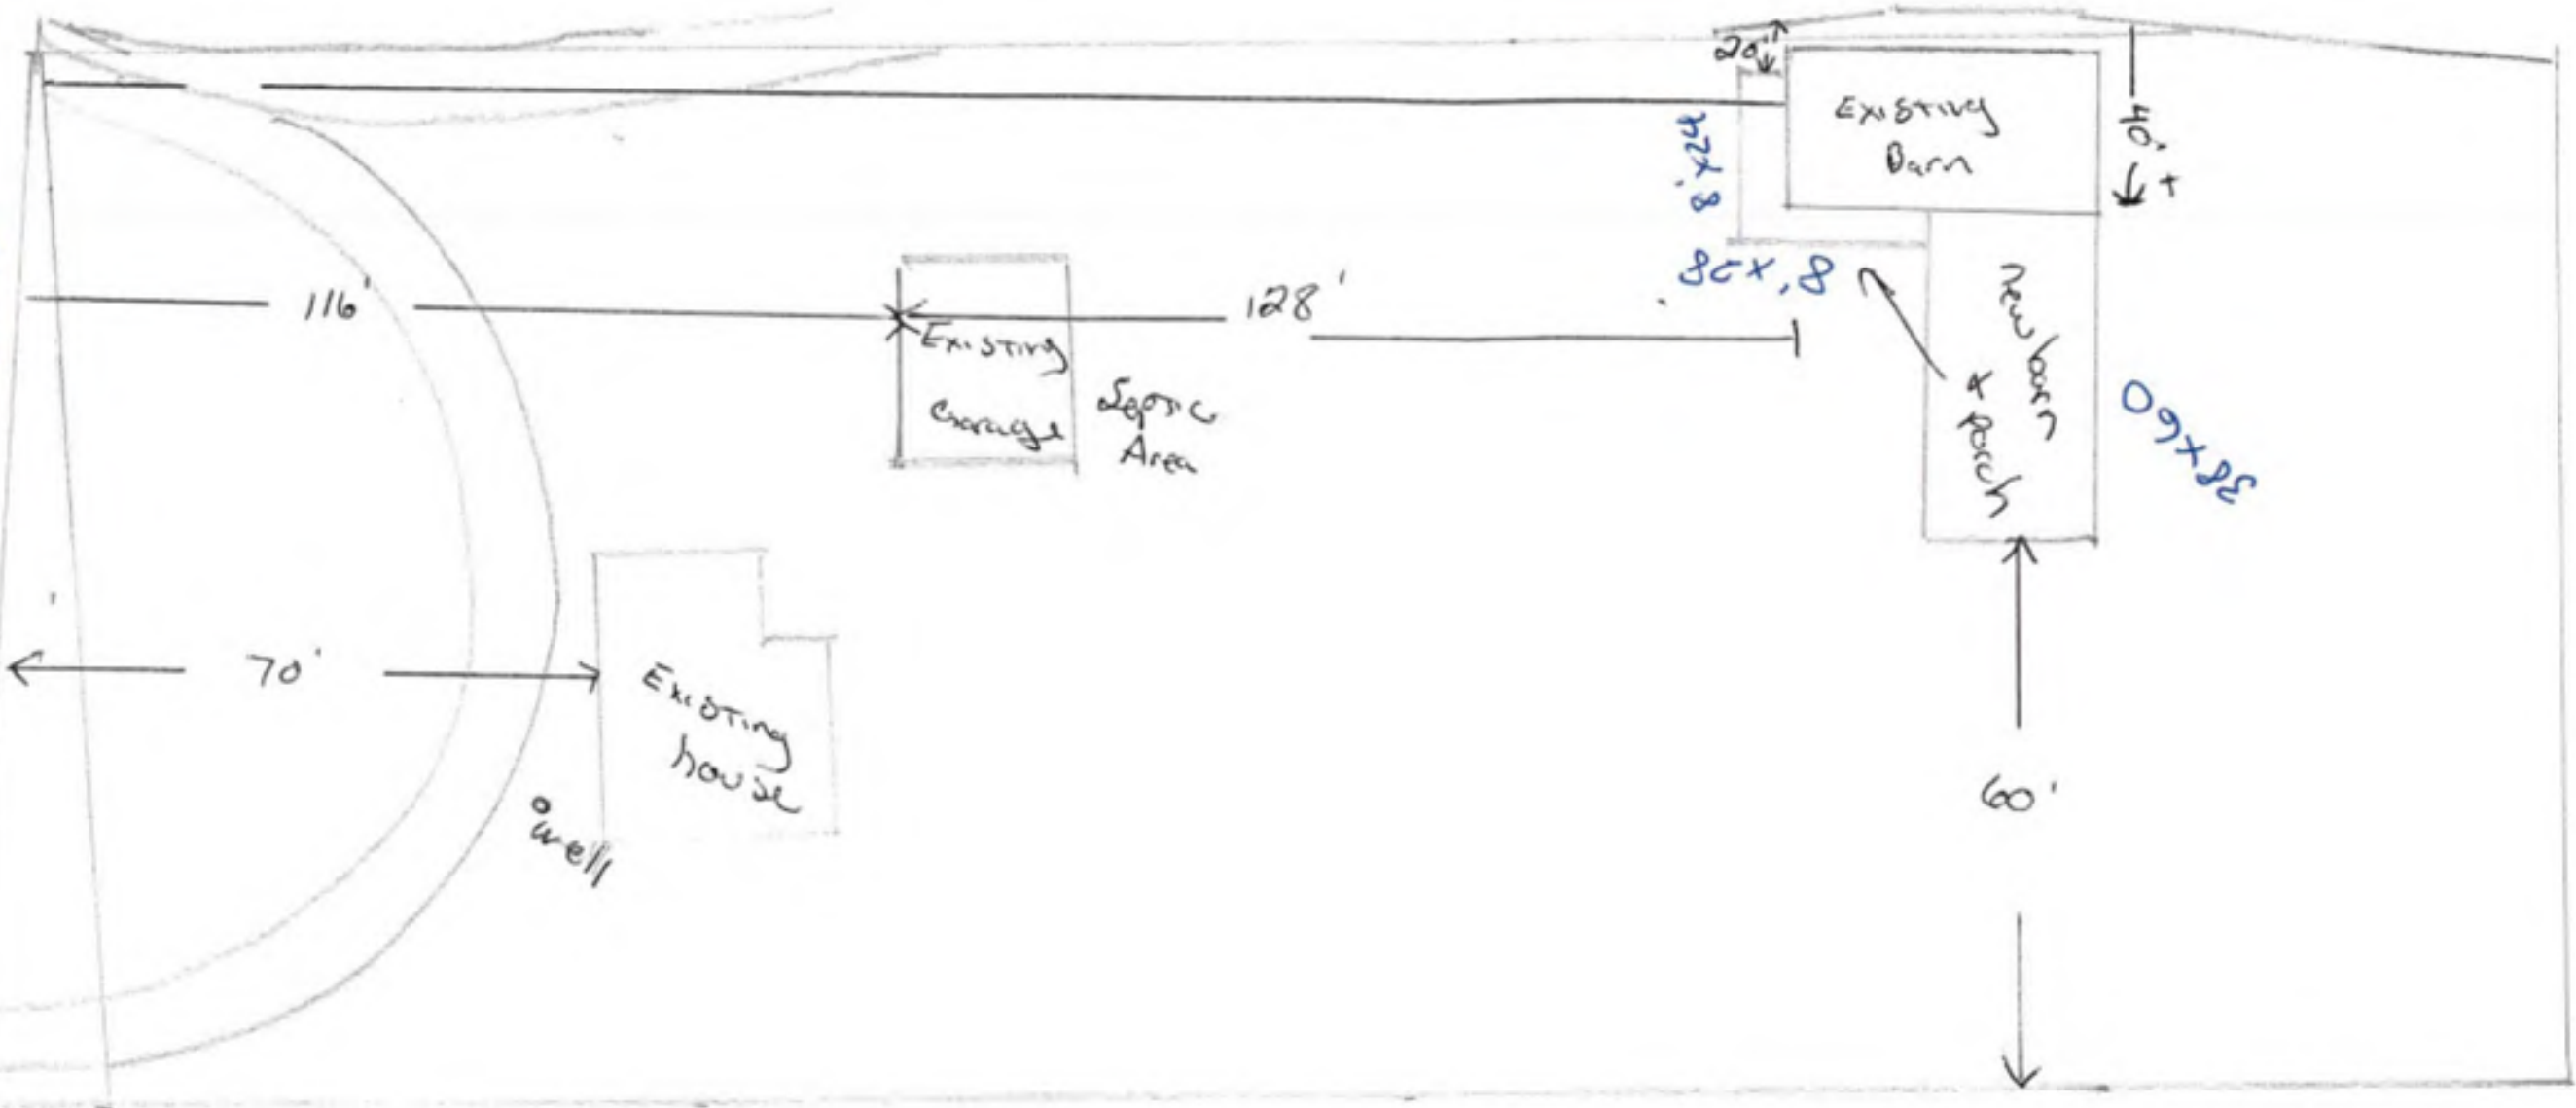 20'
Existing
Barn
40'
+
8'x24
8'x38
116'
128'
Existing
Garage
Septic
Area
New barn
& Porch
38x60
70'
Existing
house
well
60'